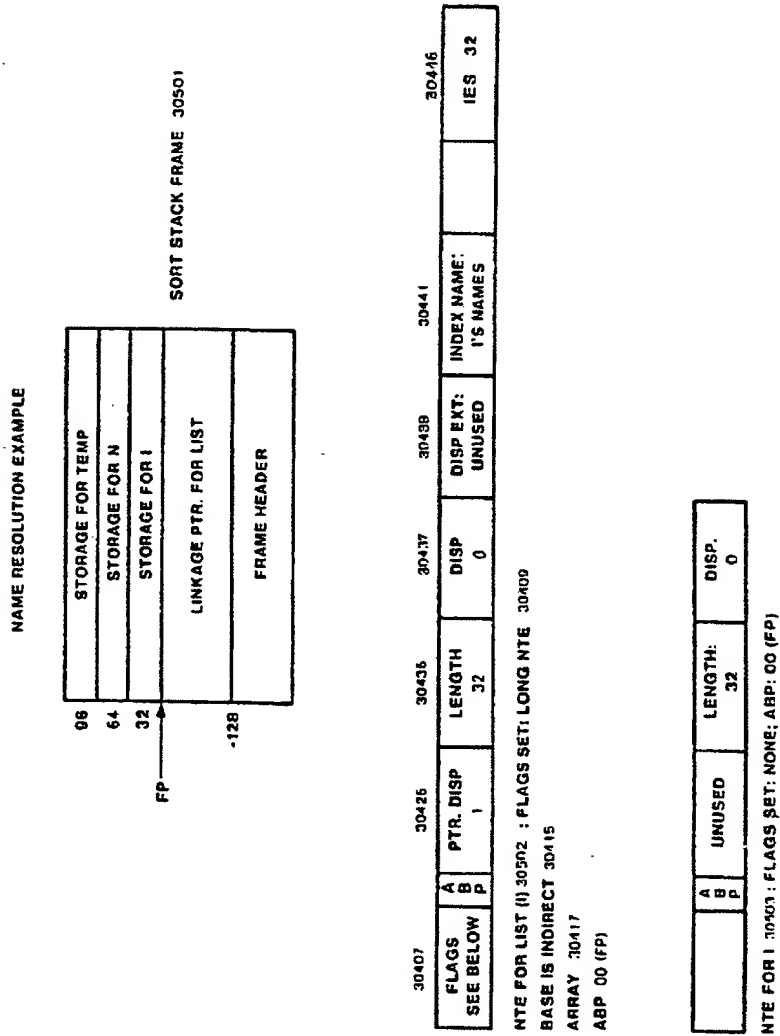 NAME RESOLUTION EXAMPLE
96
STORAGE FOR TEMP
64
STORAGE FOR N
32
STORAGE FOR I
FP
LINKAGE PTR. FOR LIST
-128
FRAME HEADER
SORT STACK FRAME 30501
30407
30425
30435
30437
30439
30441
30446
FLAGS
SEE BELOW
A
B
P
PTR. DISP
1
LENGTH
32
DISP
0
DISP EXT:
UNUSED
INDEX NAME:
I'S NAMES
IES 32
NTE FOR LIST (I) 30502 : FLAGS SET: LONG NTE 30409
BASE IS INDIRECT 30415
ARRAY 30417
ABP 00 (FP)
A
B
P
UNUSED
LENGTH:
32
DISP.
0
NTE FOR I 30503 : FLAGS SET: NONE; ABP: 00 (FP)